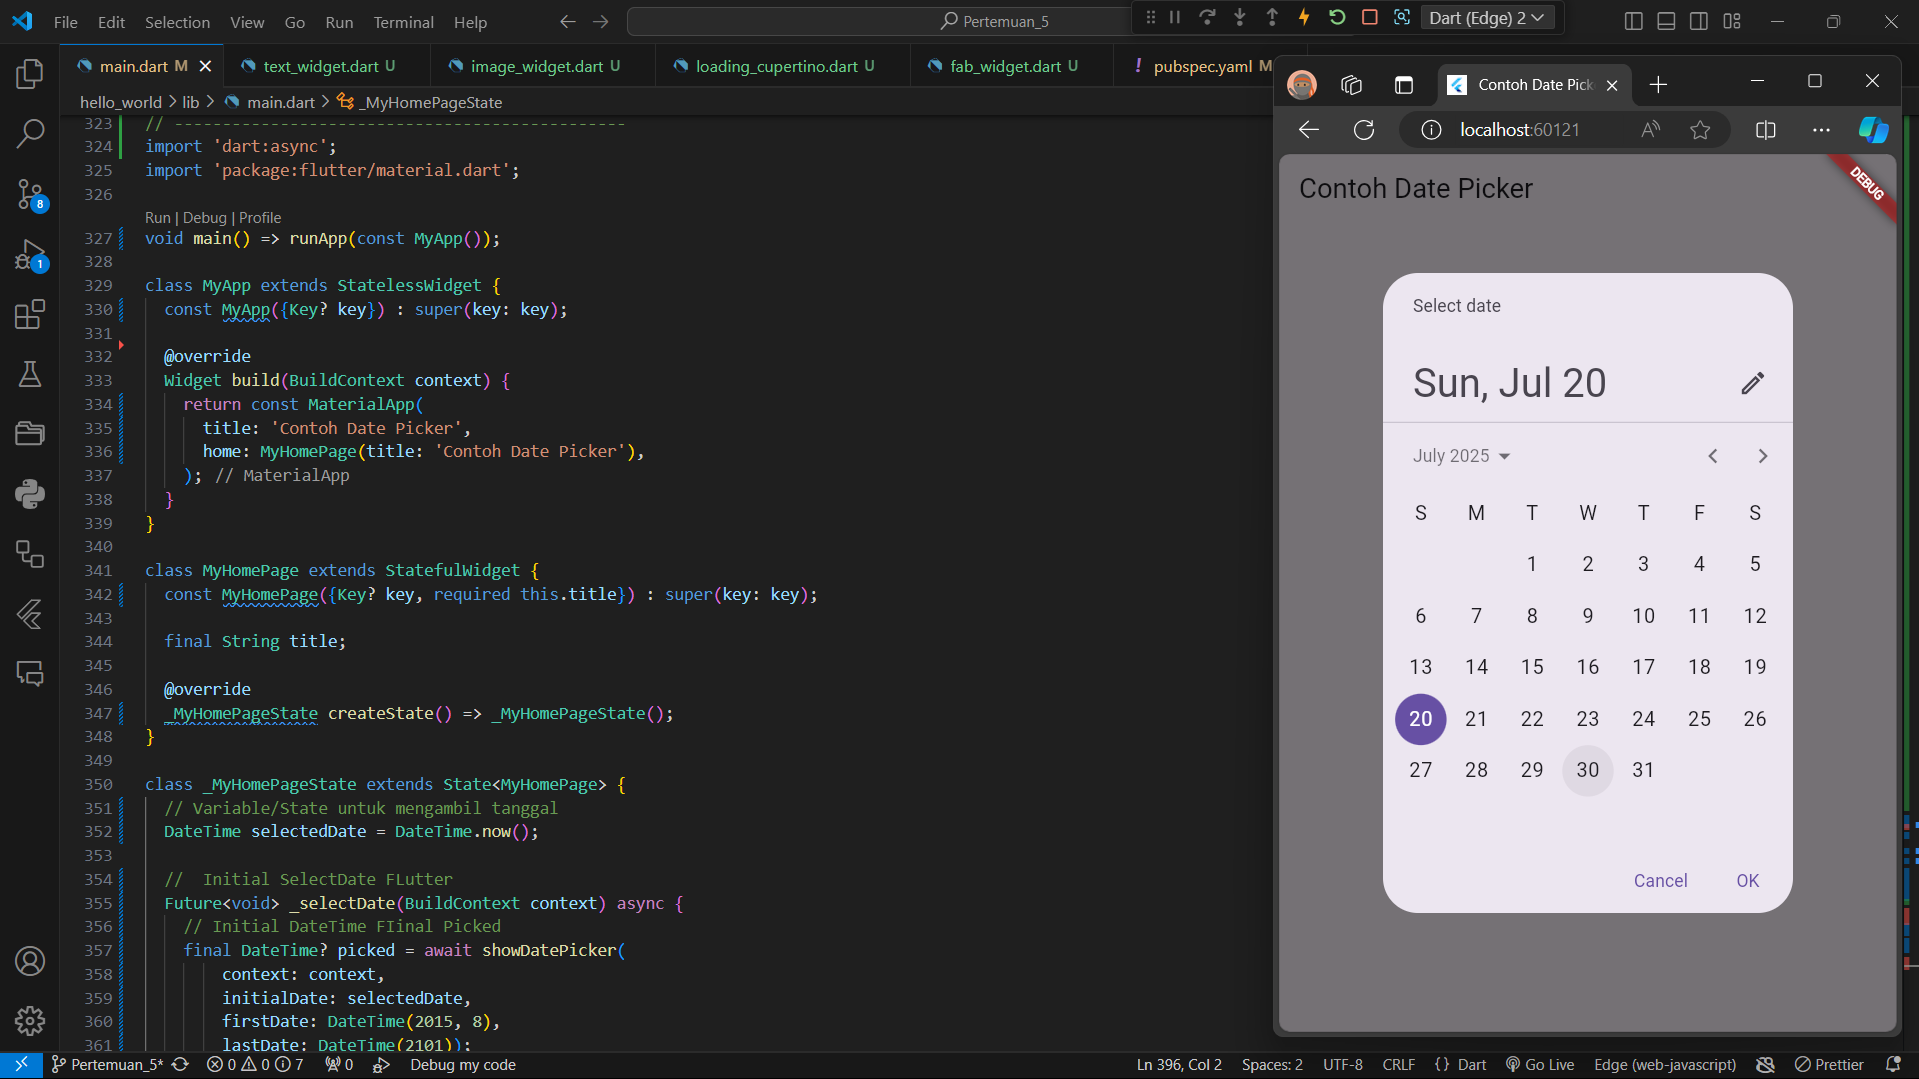 File Edit Selection View Go Run Terminal Help
Pertemuan_5
Dart (Edge) 2
main.dart M
text_widget.dart U
image_widget.dart U
loading_cupertino.dart U
fab_widget.dart U
! pubspec.yaml M
hello_world > lib > main.dart > _MyHomePageState
323 // -----------------------------------------------
324 import 'dart:async';
325 import 'package:flutter/material.dart';
326
Run | Debug | Profile
327 void main() => runApp(const MyApp());
328
329 class MyApp extends StatelessWidget {
330 const MyApp({Key? key}) : super(key: key);
331
332 @override
333 Widget build(BuildContext context) {
334 return const MaterialApp(
335 title: 'Contoh Date Picker',
336 home: MyHomePage(title: 'Contoh Date Picker'),
337 ); // MaterialApp
338 }
339 }
340
341 class MyHomePage extends StatefulWidget {
342 const MyHomePage({Key? key, required this.title}) : super(key: key);
343
344 final String title;
345
346 @override
347 _MyHomePageState createState() => _MyHomePageState();
348 }
349
350 class _MyHomePageState extends State<MyHomePage> {
351 // Variable/State untuk mengambil tanggal
352 DateTime selectedDate = DateTime.now();
353
354 //  Initial SelectDate FLutter
355 Future<void> _selectDate(BuildContext context) async {
356 // Initial DateTime FIinal Picked
357 final DateTime? picked = await showDatePicker(
358 context: context,
359 initialDate: selectedDate,
360 firstDate: DateTime(2015, 8),
361 lastDate: DateTime(2101));
8
1
Pertemuan_5* 0 0 7 0 Debug my code
Ln 396, Col 2 Spaces: 2 UTF-8 CRLF {} Dart Go Live Edge (web-javascript) Prettier
Contoh Date Pick
localhost:60121
Contoh Date Picker
DEBUG
Select date
Sun, Jul 20
July 2025
S M T W T F S
1 2 3 4 5
6 7 8 9 10 11 12
13 14 15 16 17 18 19
20 21 22 23 24 25 26
27 28 29 30 31
Cancel OK